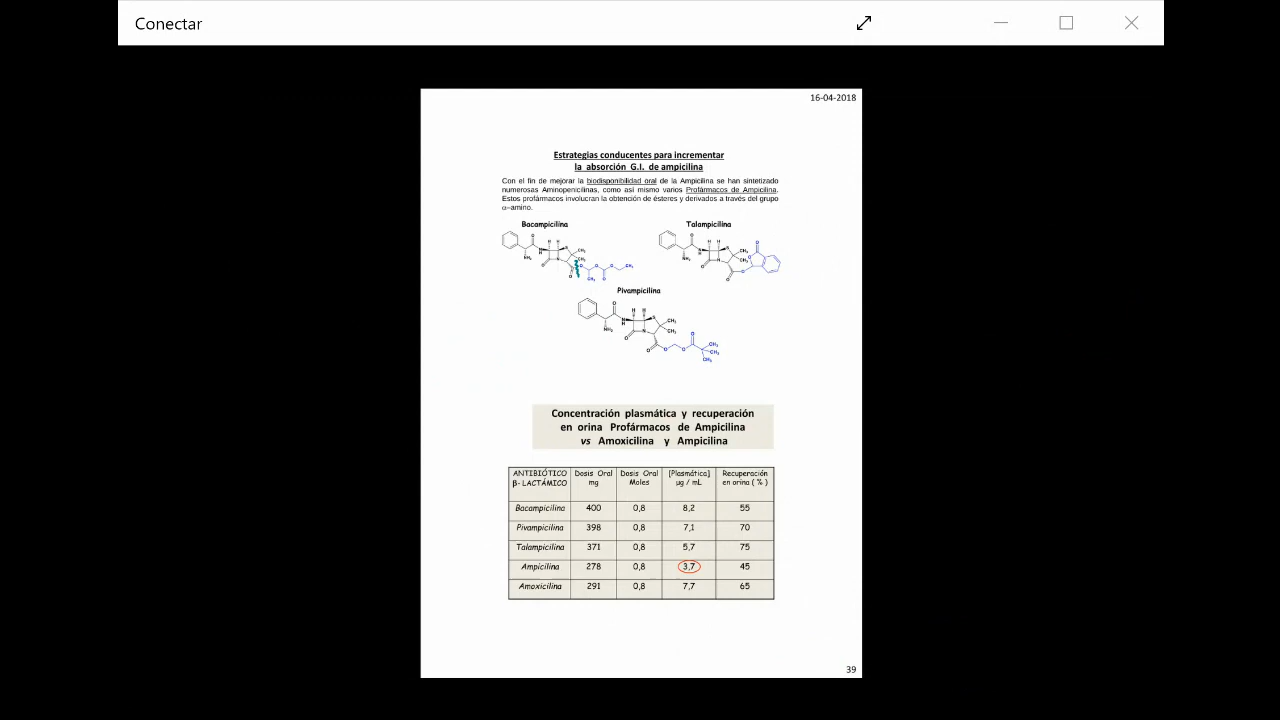 Conectar
16-04-2018
Estrategias conducentes para incrementar
la absorción G.I. de ampicilina
Con el fin de mejorar la biodisponibilidad oral de la Ampicilina se han sintetizado
numerosas Aminopenicilinas, como así mismo varios Profármacos de Ampicilina.
Estos profármacos involucran la obtención de ésteres y derivados a través del grupo
α–amino.
Bacampicilina
Talampicilina
Pivampicilina
Concentración plasmática y recuperación
en orina Profármacos de Ampicilina
vs Amoxicilina y Ampicilina
ANTIBIÓTICO β- LACTÁMICO Dosis Oral mg Dosis Oral Moles [Plasmática] µg / mL Recuperación en orina ( % )
Bacampicilina 400 0,8 8,2 55
Pivampicilina 398 0,8 7,1 70
Talampicilina 371 0,8 5,7 75
Ampicilina 278 0,8 3,7 45
Amoxicilina 291 0,8 7,7 65
39